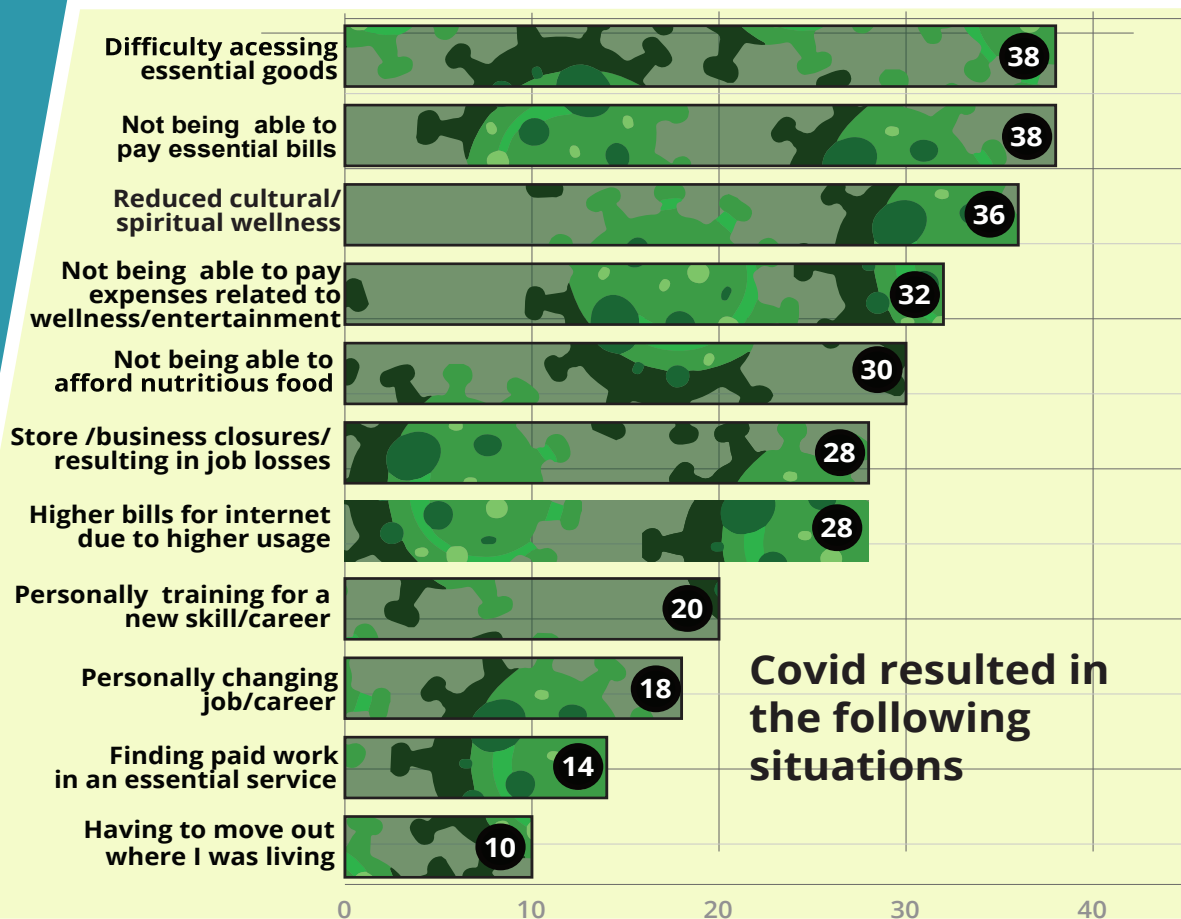 Difficulty acessing
essential goods
38
Not being able to
pay essential bills
38
Reduced cultural/
spiritual wellness
36
Not being able to pay
expenses related to
wellness/entertainment
32
Not being able to
afford nutritious food
30
Store /business closures/
resulting in job losses
28
Higher bills for internet
due to higher usage
28
Personally training for a
new skill/career
20
Personally changing
job/career
18
Finding paid work
in an essential service
14
Having to move out
where I was living
10
Covid resulted in
the following
situations
0 10 20 30 40